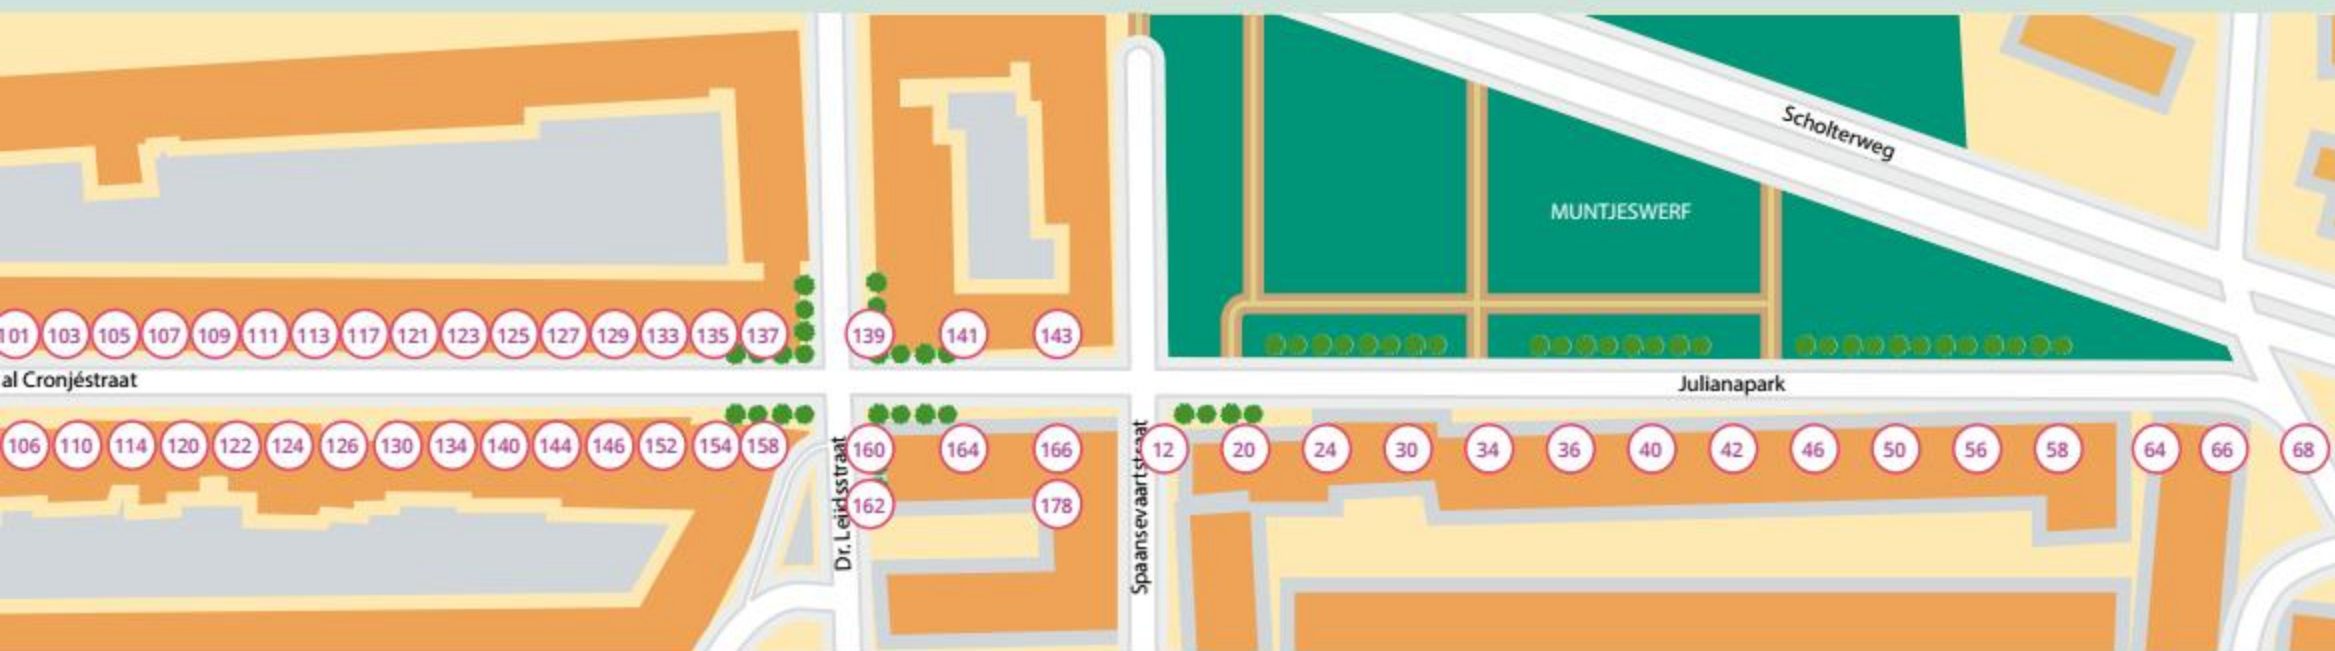 Scholterweg
MUNTJESWERF
101 103 105 107 109 111 113 117 121 123 125 127 129 133 135 137 139 141 143
al Cronjéstraat
Julianapark
106 110 114 120 122 124 126 130 134 140 144 146 152 154 158 160 164 166 12 20 24 30 34 36 40 42 46 50 56 58 64 66 68
162 178
Dr. Leijdsstraat
Spaansevaartstraat